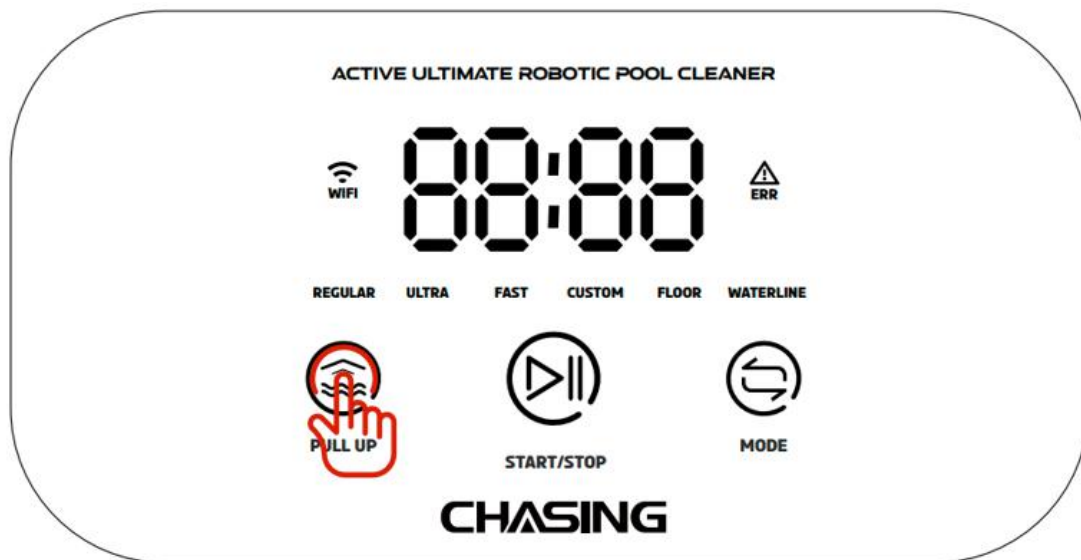 ACTIVE ULTIMATE ROBOTIC POOL CLEANER
88:88
WIFI
ERR
REGULAR ULTRA FAST CUSTOM FLOOR WATERLINE
PULL UP
START/STOP
MODE
CHASING